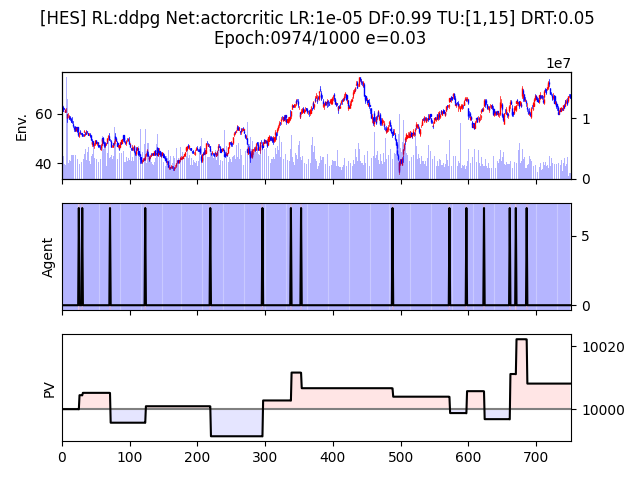 [HES] RL:ddpg Net:actorcritic LR:1e-05 DF:0.99 TU:[1,15] DRT:0.05
Epoch:0974/1000 e=0.03
1e7
Env.
60
40
1
0
Agent
5
0
PV
10020
10000
0 100 200 300 400 500 600 700